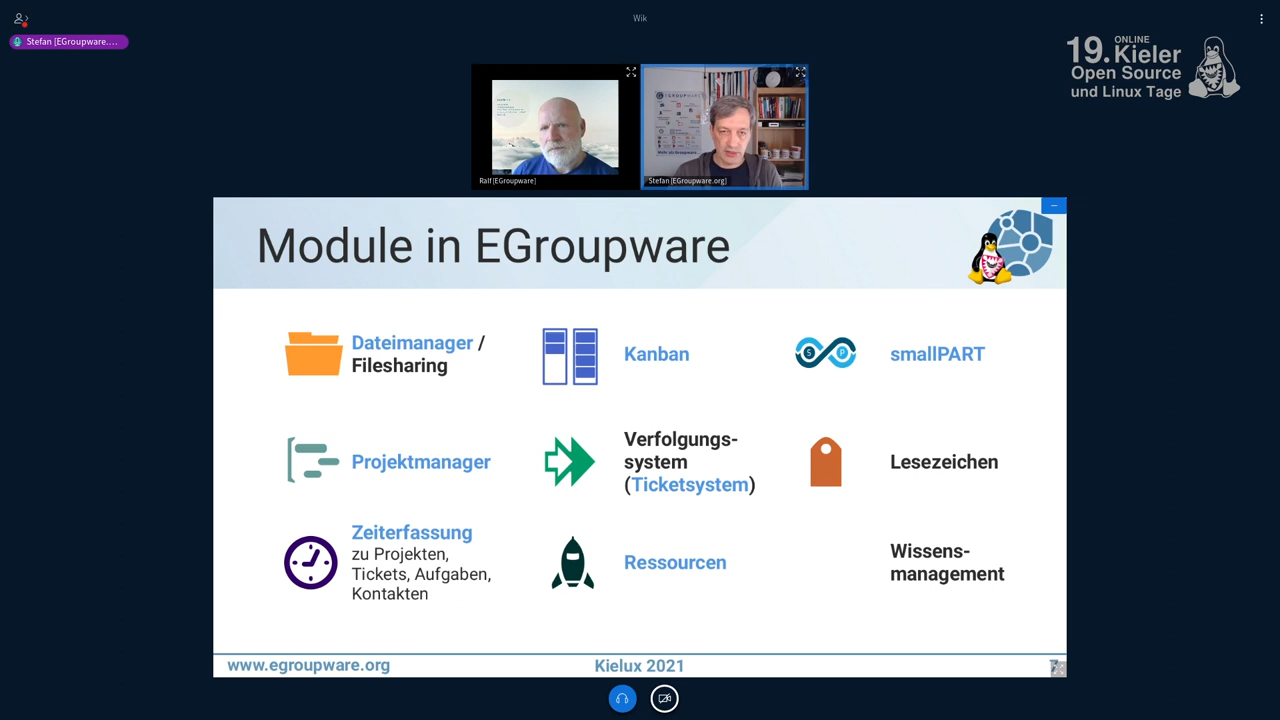 Wik
Stefan [EGroupware....
ONLINE
19. Kieler
Open Source
und Linux Tage
Ralf [EGroupware]
EGROUPWARE
Stefan [EGroupware.org]
Module in EGroupware
Dateimanager /
Filesharing
Kanban
S P
smallPART
Projektmanager
Verfolgungs-
system
(Ticketsystem)
Lesezeichen
Zeiterfassung
zu Projekten,
Tickets, Aufgaben,
Kontakten
Ressourcen
Wissens-
management
www.egroupware.org
Kielux 2021